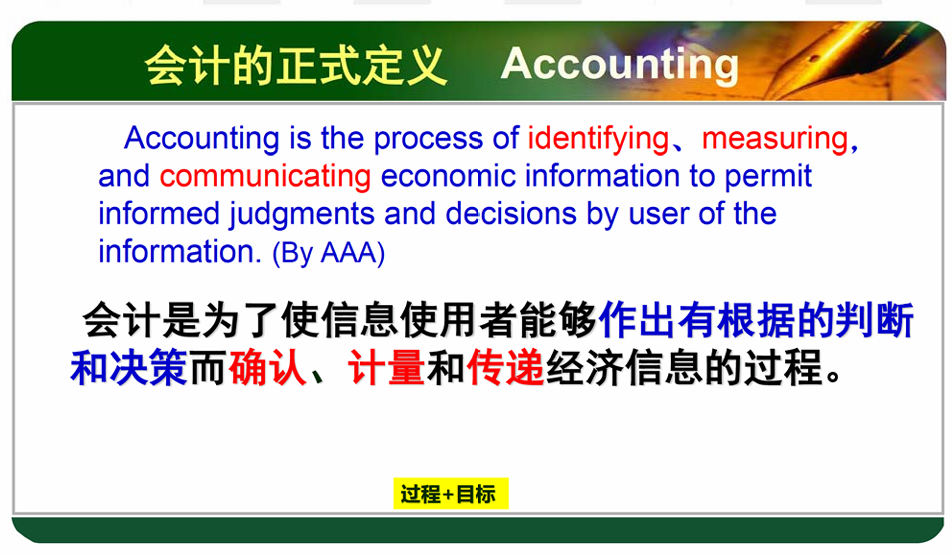 会计的正式定义 Accounting
Accounting is the process of identifying、measuring,
and communicating economic information to permit
informed judgments and decisions by user of the
information. (By AAA)
会计是为了使信息使用者能够作出有根据的判断
和决策而确认、计量和传递经济信息的过程。
过程+目标